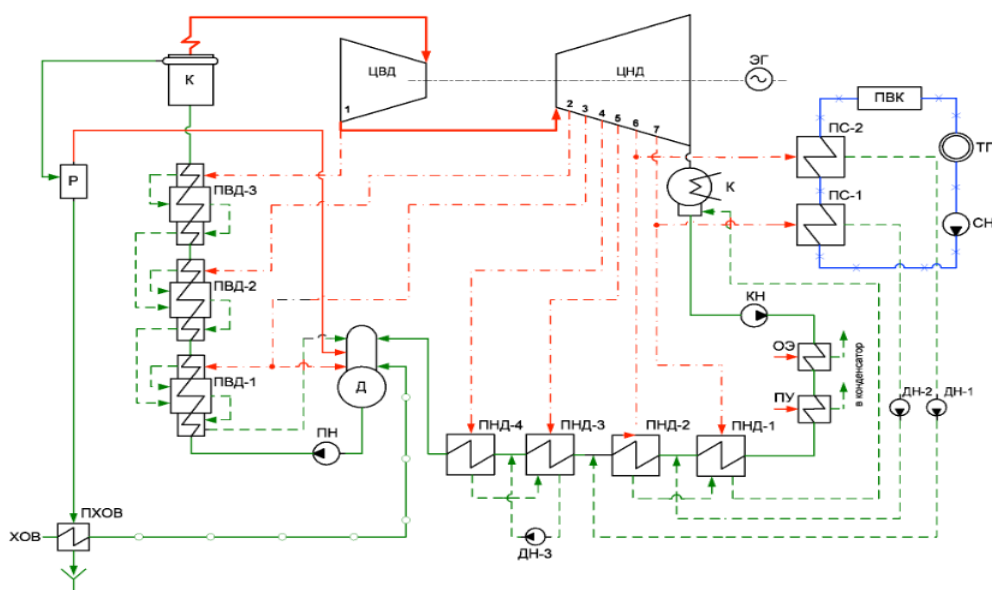 ЭГ
ЦВД
ЦНД
К
ПВК
1
2
3
4
5
6
7
ПС-2
ТП
Р
ПВД-3
К
ПС-1
СН
ПВД-2
КН
ОЭ
в конденсатор
ПВД-1
Д
ПУ
ДН-2
ДН-1
ПН
ПНД-4
ПНД-3
ПНД-2
ПНД-1
ПХОВ
ХОВ
ДН-3